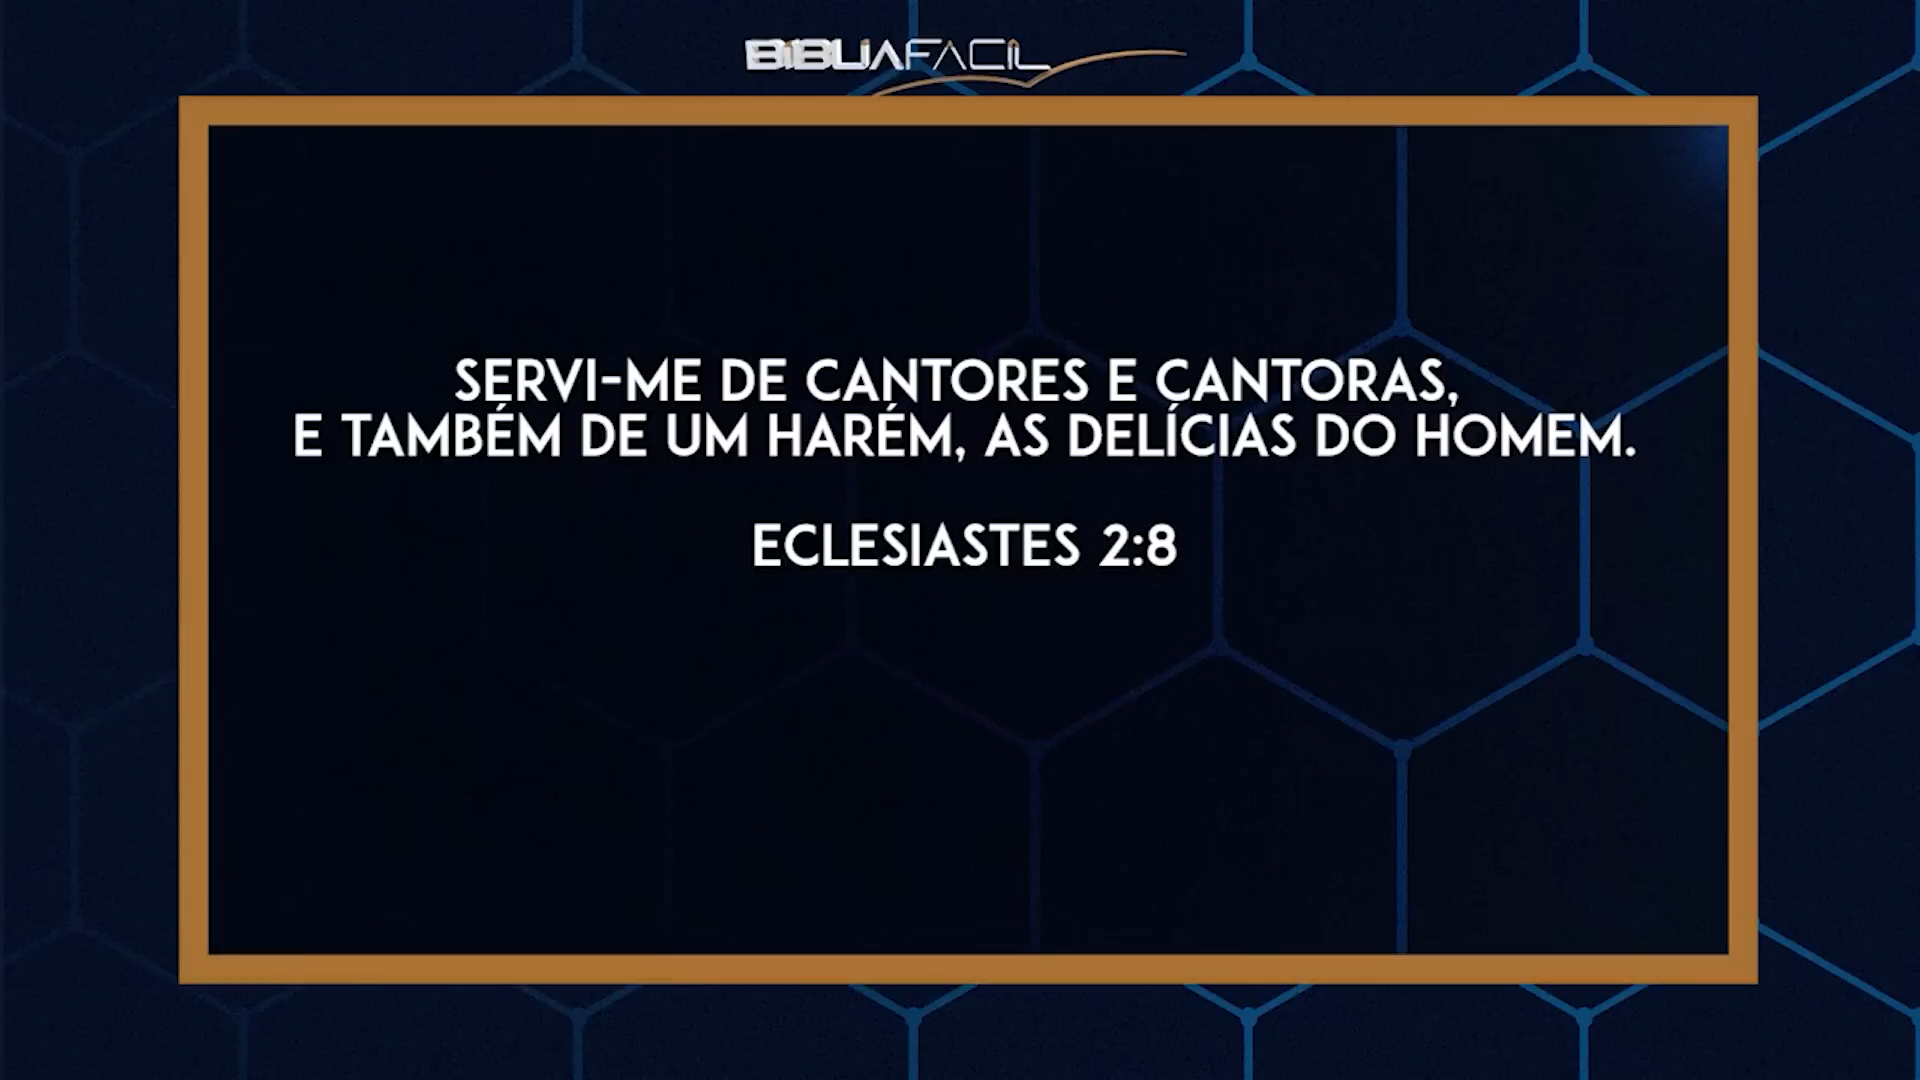 BIBLIAFACIL
SERVI-ME DE CANTORES E CANTORAS,
E TAMBÉM DE UM HARÉM, AS DELÍCIAS DO HOMEM.
ECLESIASTES 2:8